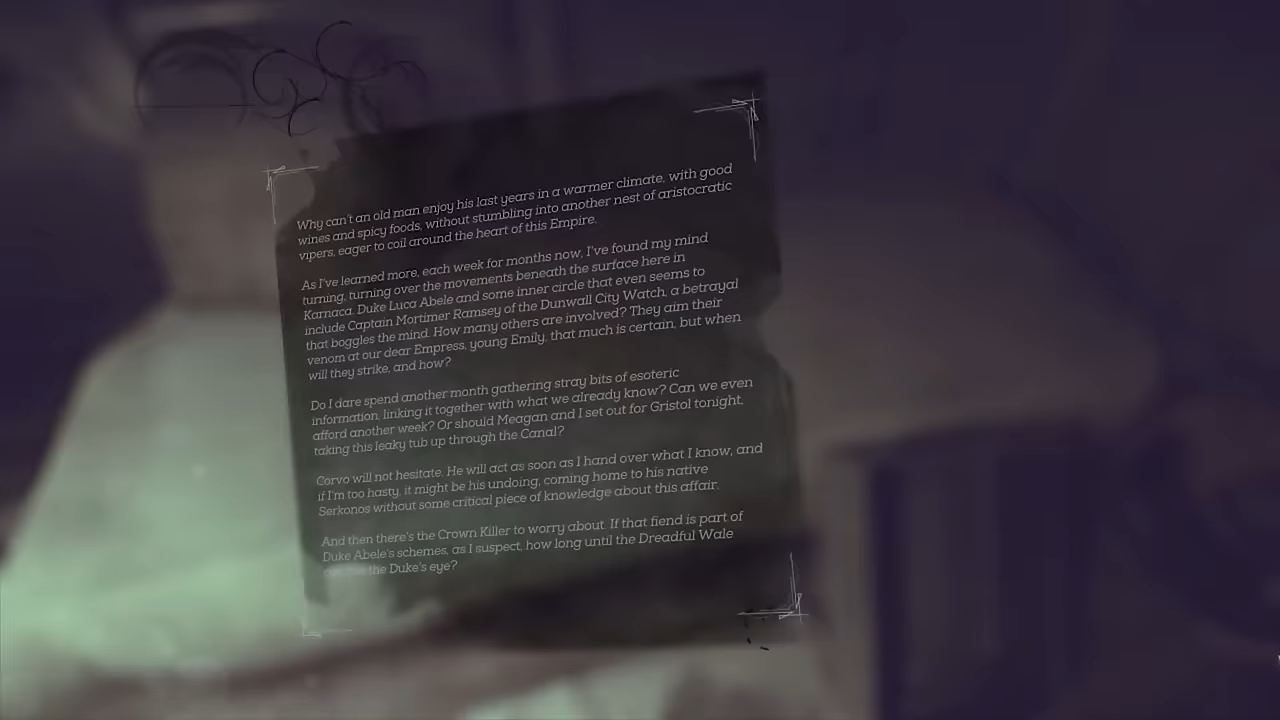 Why can't an old man enjoy his last years in a warmer climate, with good
wines and spicy foods, without stumbling into another nest of aristocratic
vipers, eager to coil around the heart of this Empire.
As I've learned more, each week for months now, I've found my mind
turning, turning over the movements beneath the surface here in
Karnaca. Duke Luca Abele and some inner circle that even seems to
include Captain Mortimer Ramsey of the Dunwall City Watch, a betrayal
that boggles the mind. How many others are involved? They aim their
venom at our dear Empress, young Emily, that much is certain, but when
will they strike, and how?
Do I dare spend another month gathering stray bits of esoteric
information, linking it together with what we already know? Can we even
afford another week? Or should Meagan and I set out for Gristol tonight,
taking this leaky tub up through the Canal?
Corvo will not hesitate. He will act as soon as I hand over what I know, and
if I'm too hasty, it might be his undoing, coming home to his native
Serkonos without some critical piece of knowledge about this affair.
And then there's the Crown Killer to worry about. If that fiend is part of
Duke Abele's schemes, as I suspect, how long until the Dreadful Wale
the Duke's eye?